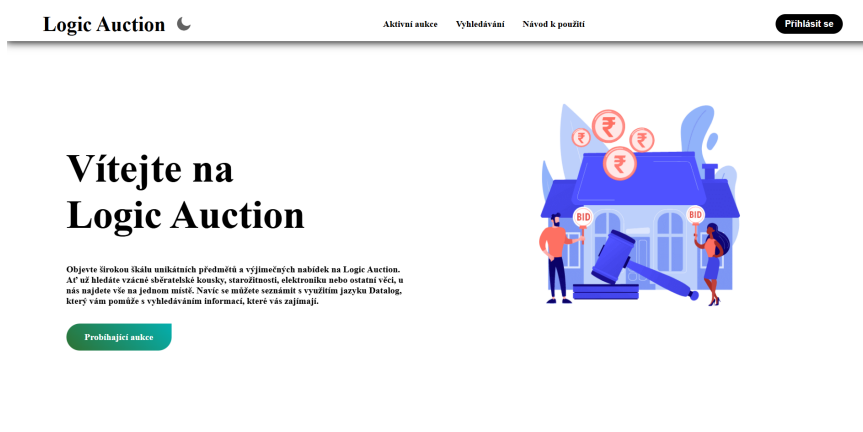 Logic Auction
Aktivní aukce
Vyhledávání
Návod k použití
Přihlásit se
Vítejte na
Logic Auction
Objevte širokou škálu unikátních předmětů a výjimečných nabídek na Logic Auction.
Ať už hledáte vzácné sběratelské kousky, starožitnosti, elektroniku nebo ostatní věci, u
nás najdete vše na jednom místě. Navíc se můžete seznámit s využitím jazyku Datalog,
který vám pomůže s vyhledáváním informací, které vás zajímají.
Probíhající aukce
₹
₹
₹
₹
BID
BID